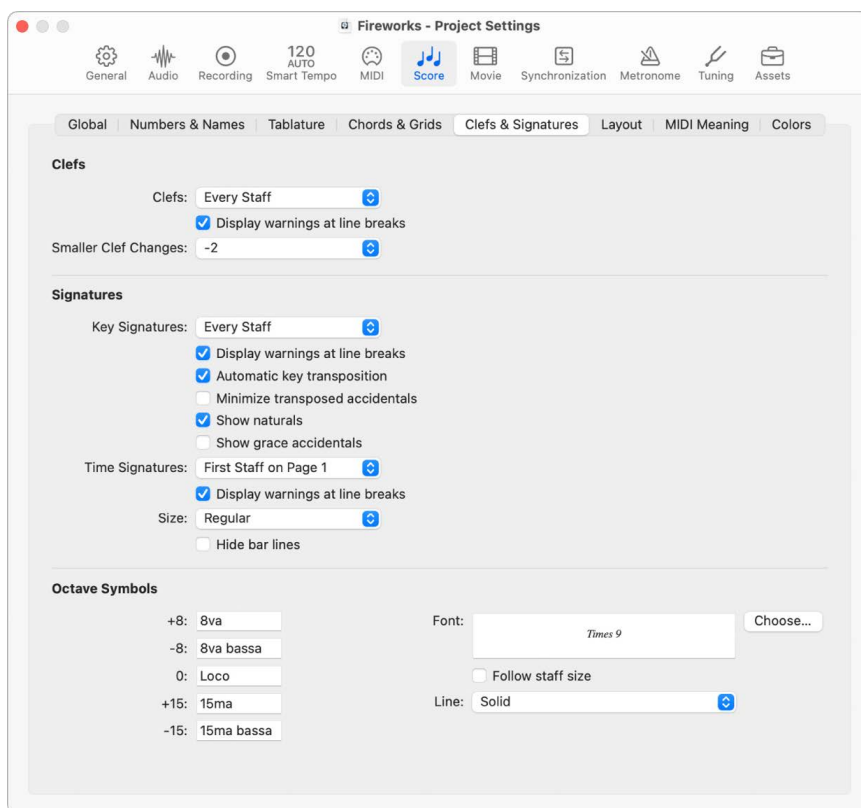 Fireworks - Project Settings
120
AUTO
General Audio Recording Smart Tempo MIDI Score Movie Synchronization Metronome Tuning Assets
Global Numbers & Names Tablature Chords & Grids Clefs & Signatures Layout MIDI Meaning Colors
Clefs
Clefs: Every Staff
Display warnings at line breaks
Smaller Clef Changes: -2
Signatures
Key Signatures: Every Staff
Display warnings at line breaks
Automatic key transposition
Minimize transposed accidentals
Show naturals
Show grace accidentals
Time Signatures: First Staff on Page 1
Display warnings at line breaks
Size: Regular
Hide bar lines
Octave Symbols
+8: 8va Font: Times 9 Choose...
-8: 8va bassa
0: Loco Follow staff size
+15: 15ma Line: Solid
-15: 15ma bassa